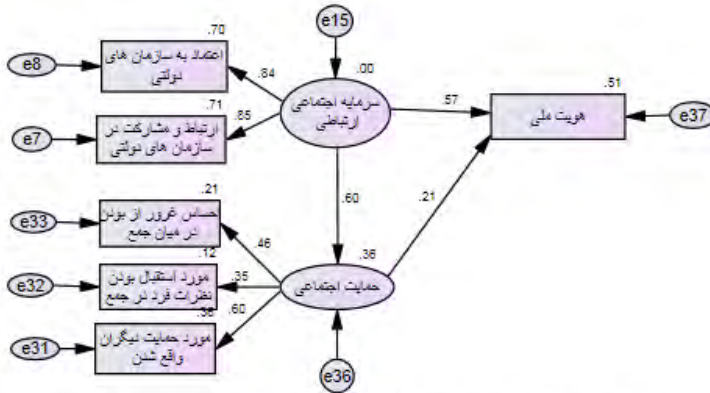 e15
.70
اعتماد به سازمان های
دولتی
e8
.84
.00
سرمایه اجتماعی
ارتباطی
.57
.51
هویت ملی
e37
.71
ارتباط و مشارکت در
سازمان های دولتی
e7
.85
.60
.21
.21
حساس غرور از بودن
در میان جمع
e33
.46
.12
مورد استقبال بودن
نظرات فرد در جمع
e32
.35
.36
حمایت اجتماعی
.36
.60
مورد حمایت دیگران
واقع شدن
e31
e36